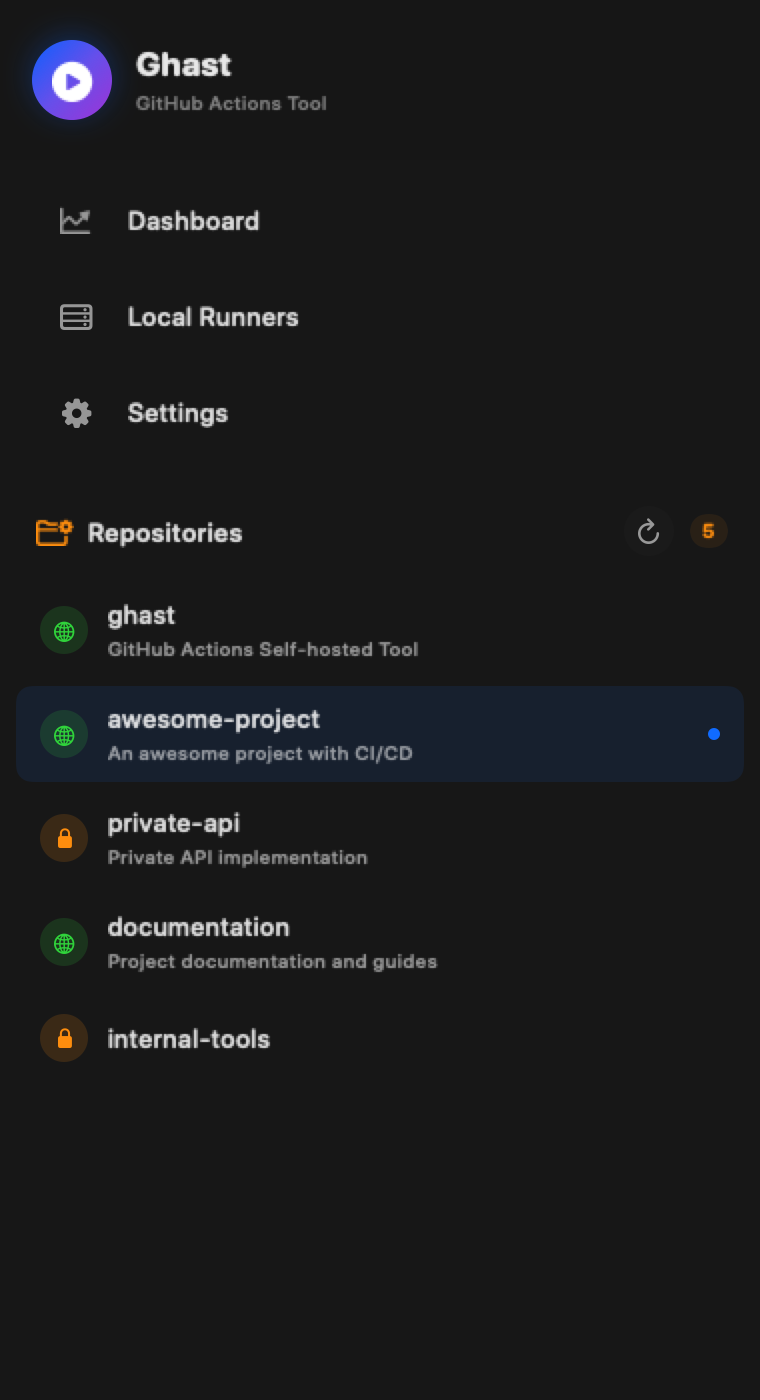 Ghast
GitHub Actions Tool
Dashboard
Local Runners
Settings
Repositories
5
ghast
GitHub Actions Self-hosted Tool
awesome-project
An awesome project with CI/CD
private-api
Private API implementation
documentation
Project documentation and guides
internal-tools